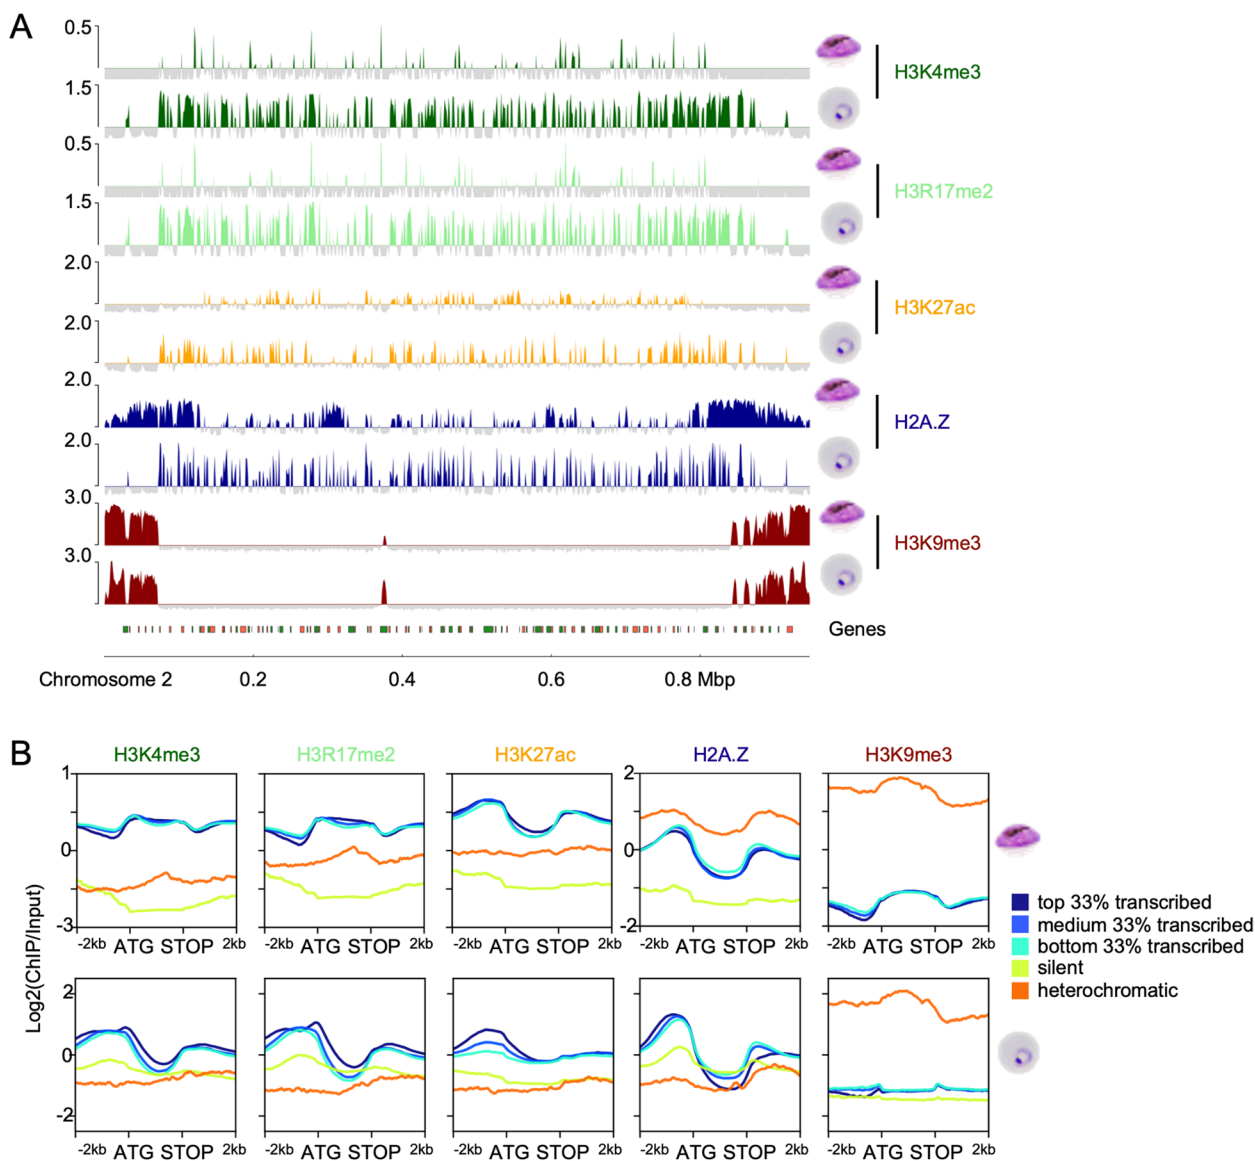 A
0.5
H3K4me3
1.5
0.5
H3R17me2
1.5
2.0
H3K27ac
2.0
2.0
H2A.Z
2.0
3.0
H3K9me3
3.0
Genes
Chromosome 2 0.2 0.4 0.6 0.8 Mbp
B H3K4me3 H3R17me2 H3K27ac H2A.Z H3K9me3
1 2
0 0
-3 -2
-2kb ATG STOP 2kb -2kb ATG STOP 2kb -2kb ATG STOP 2kb -2kb ATG STOP 2kb -2kb ATG STOP 2kb
Log2(ChIP/Input)
top 33% transcribed
medium 33% transcribed
bottom 33% transcribed
silent
heterochromatic
2
0
-2
-2kb ATG STOP 2kb -2kb ATG STOP 2kb -2kb ATG STOP 2kb -2kb ATG STOP 2kb -2kb ATG STOP 2kb